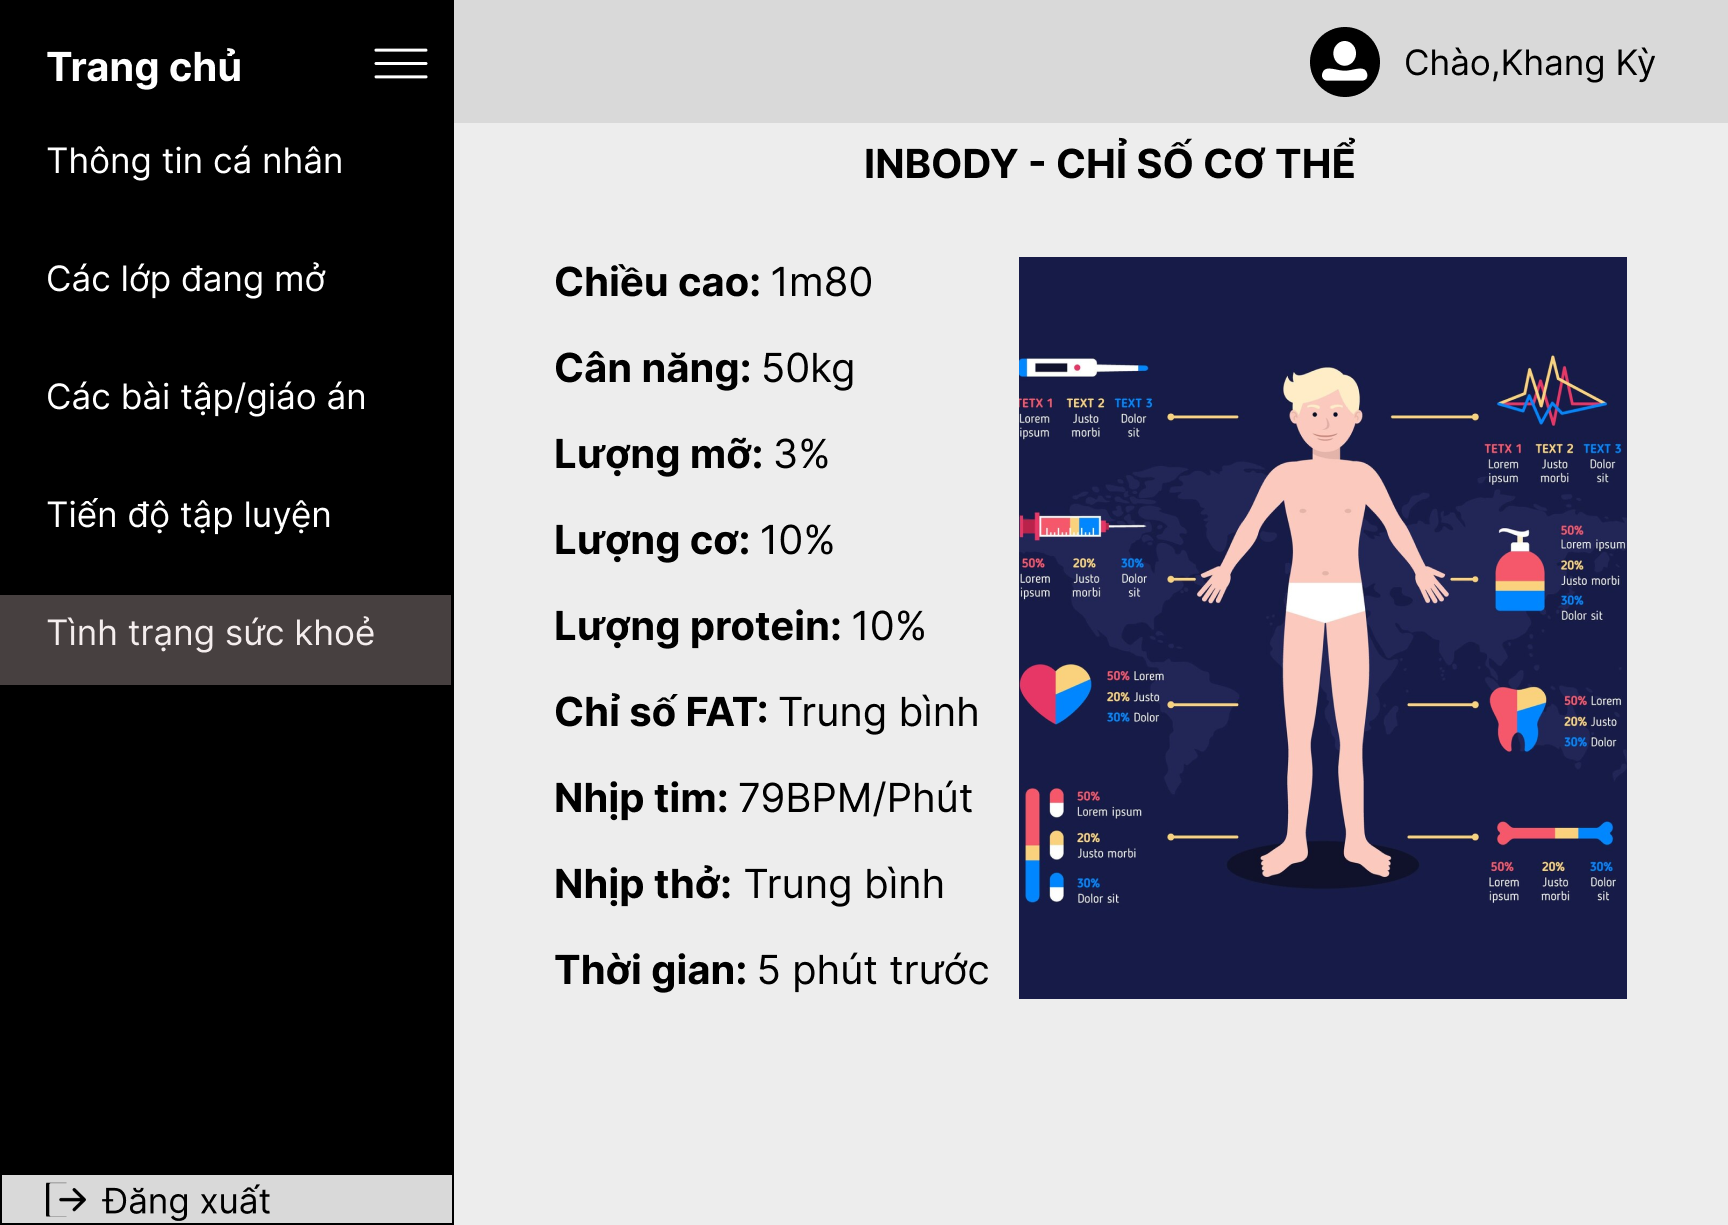 Trang chủ
Thông tin cá nhân
Các lớp đang mở
Các bài tập/giáo án
Tiến độ tập luyện
Tình trạng sức khoẻ
Đăng xuất
Chào,Khang Kỳ
INBODY - CHỈ SỐ CƠ THỂ
Chiều cao: 1m80
Cân nặng: 50kg
Lượng mỡ: 3%
Lượng cơ: 10%
Lượng protein: 10%
Chỉ số FAT: Trung bình
Nhịp tim: 79BPM/Phút
Nhịp thở: Trung bình
Thời gian: 5 phút trước
TETX 1 TEXT 2 TEXT 3
Lorem Justo Dolor
ipsum morbi sit
50% 20% 30%
Lorem Justo Dolor
ipsum morbi sit
50% Lorem
20% Justo
30% Dolor
50%
Lorem ipsum
20%
Justo morbi
30%
Dolor sit
TETX 1 TEXT 2 TEXT 3
Lorem Justo Dolor
ipsum morbi sit
50%
Lorem ipsum
20%
Justo morbi
30%
Dolor sit
50% Lorem
20% Justo
30% Dolor
50% 20% 30%
Lorem Justo Dolor
ipsum morbi sit